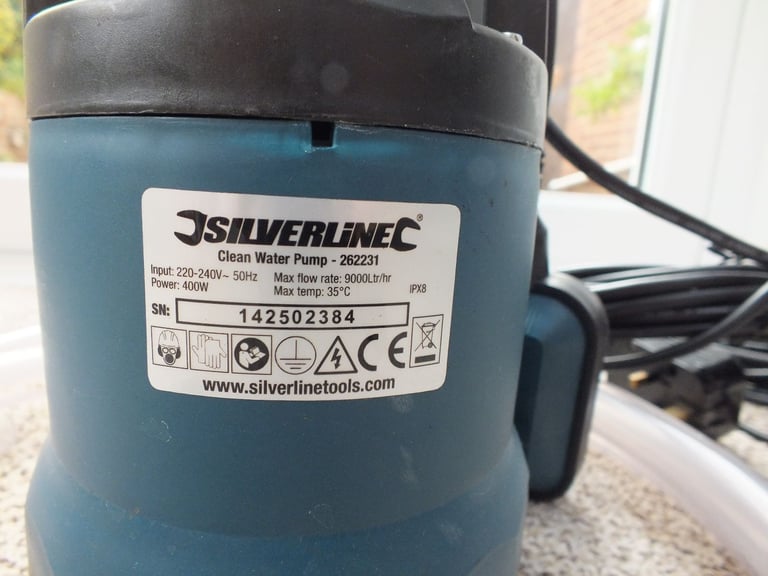 SILVERLINE®
Clean Water Pump - 262231
Input: 220-240V~ 50Hz Max flow rate: 9000Ltr/hr
Power: 400W Max temp: 35°C IPX8
SN: 142502384
CE
www.silverlinetools.com